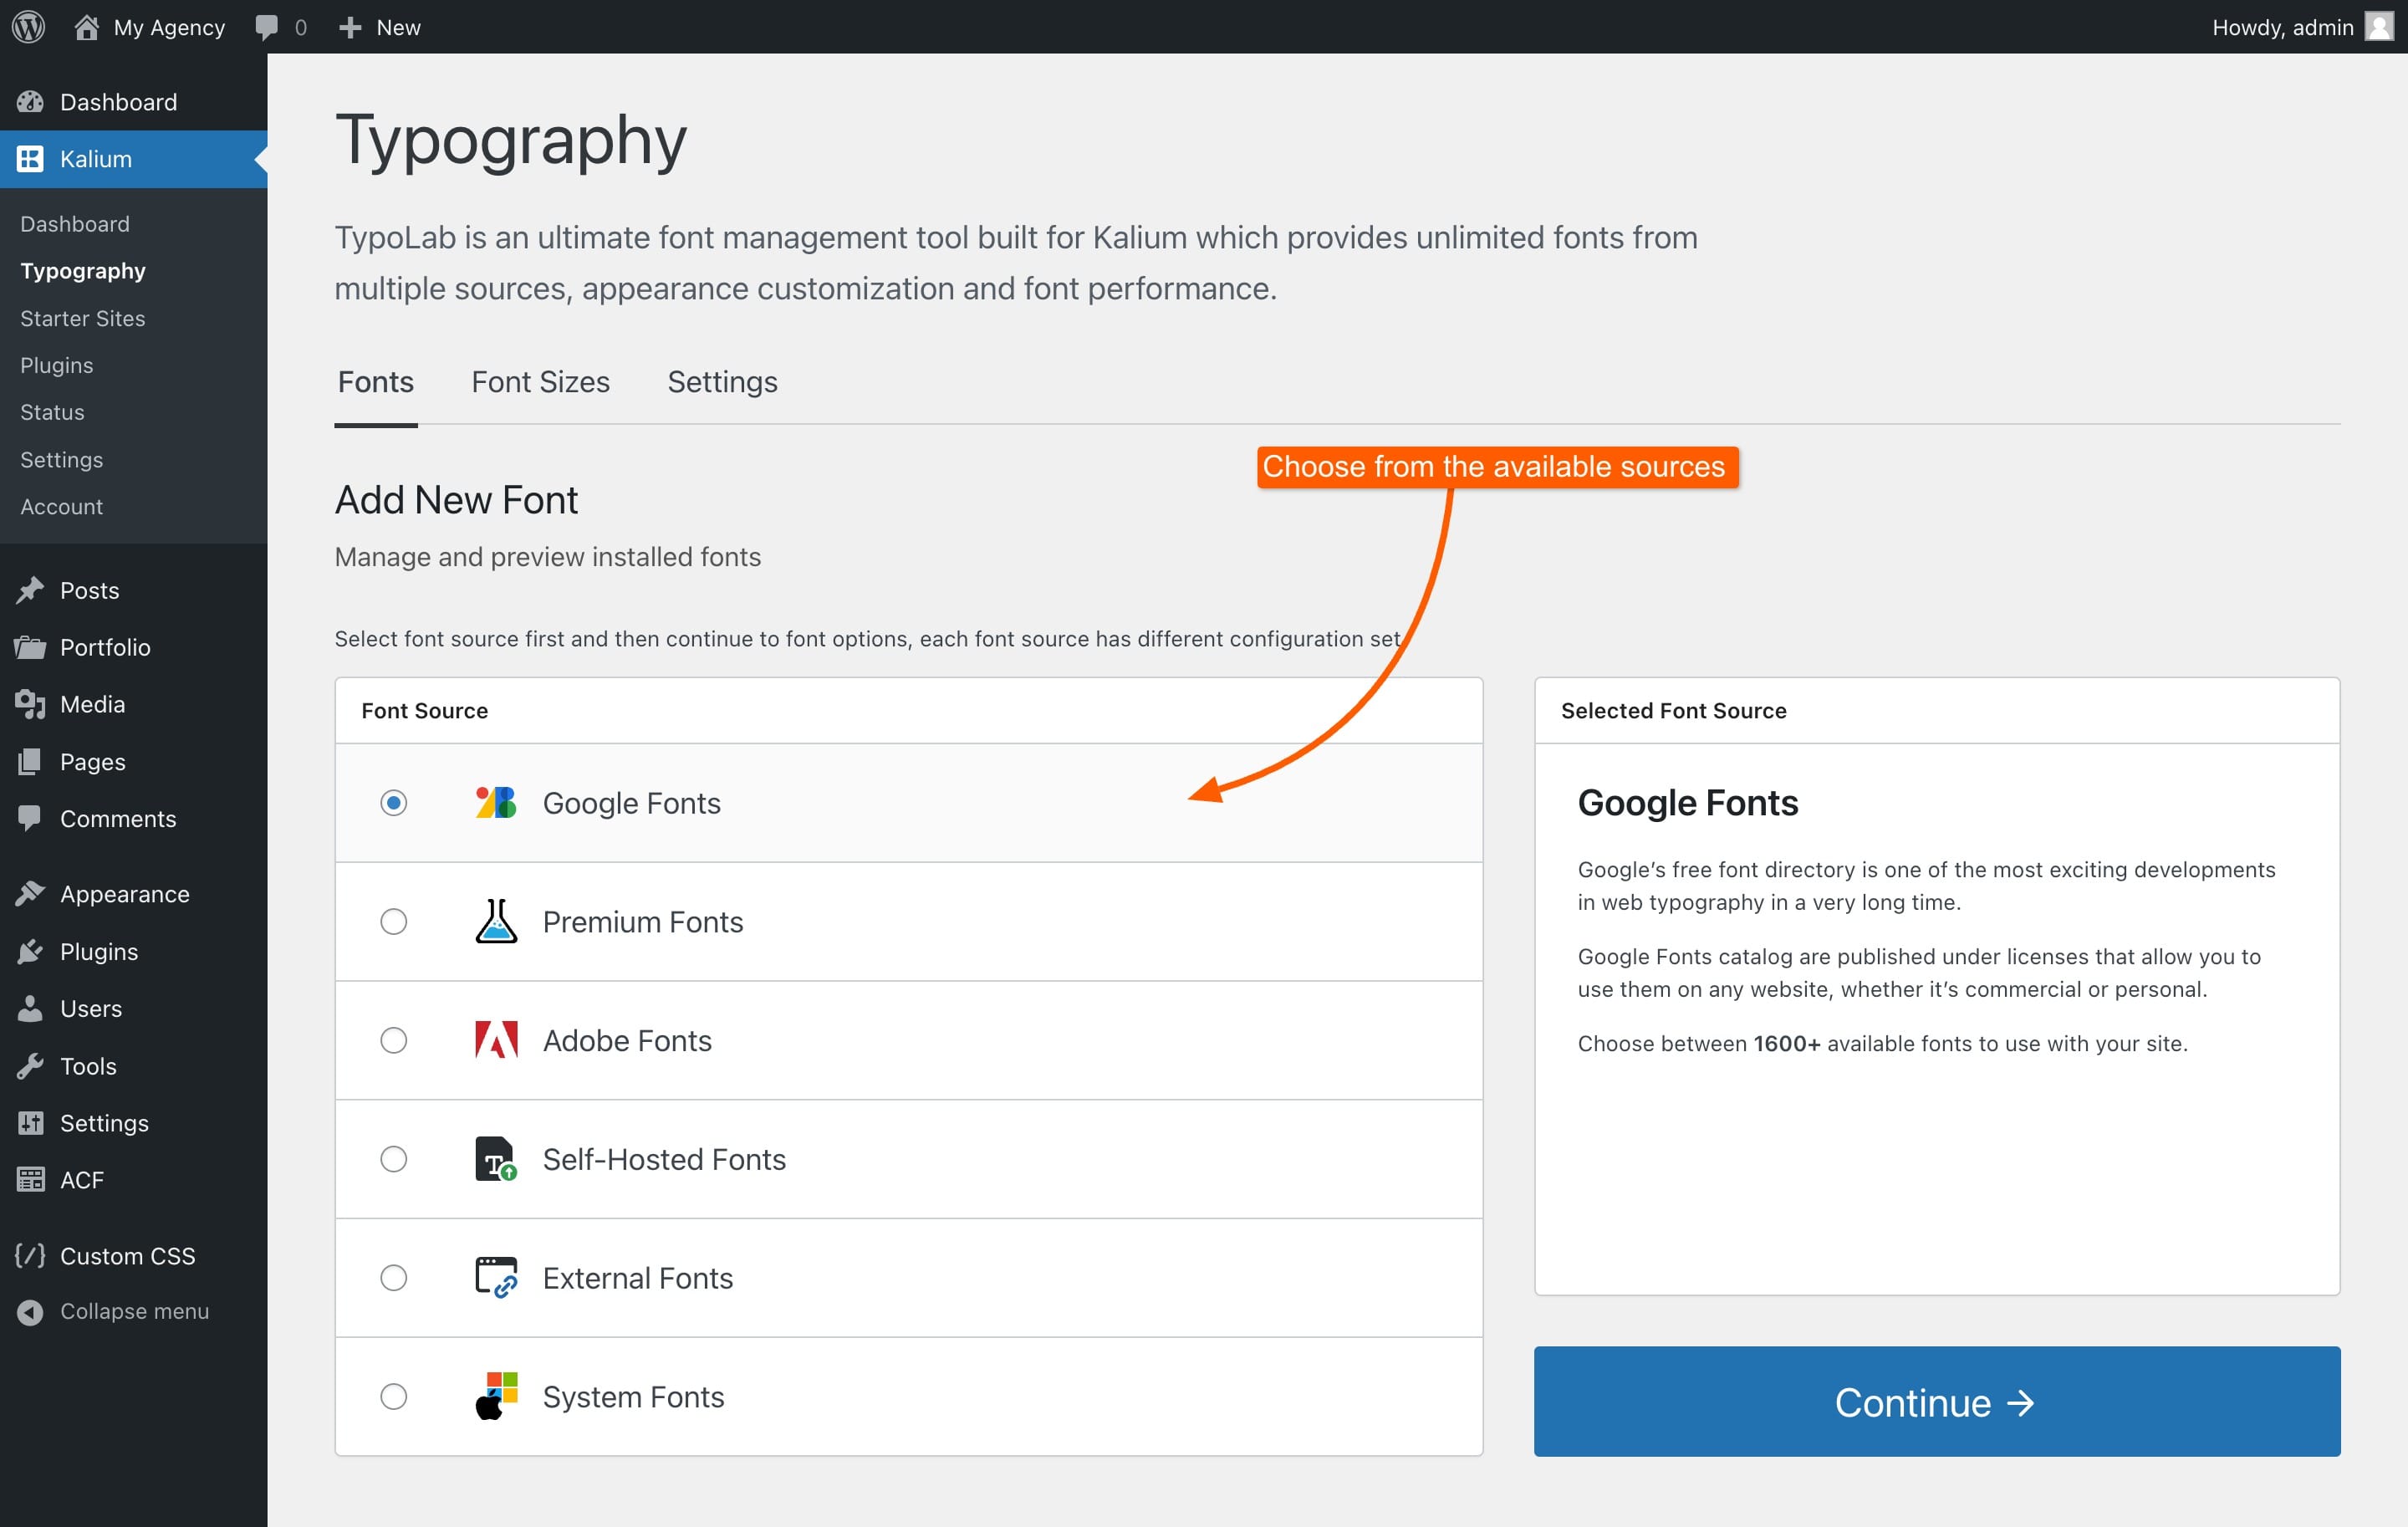 My Agency 0 New Howdy, admin
Dashboard
Kalium
Dashboard
Typography
Starter Sites
Plugins
Status
Settings
Account
Posts
Portfolio
Media
Pages
Comments
Appearance
Plugins
Users
Tools
Settings
ACF
Custom CSS
Collapse menu
Typography
TypoLab is an ultimate font management tool built for Kalium which provides unlimited fonts from
multiple sources, appearance customization and font performance.
Fonts Font Sizes Settings
Choose from the available sources
Add New Font
Manage and preview installed fonts
Select font source first and then continue to font options, each font source has different configuration set
Font Source
Google Fonts
Premium Fonts
Adobe Fonts
Self-Hosted Fonts
External Fonts
System Fonts
Selected Font Source
Google Fonts
Google’s free font directory is one of the most exciting developments
in web typography in a very long time.
Google Fonts catalog are published under licenses that allow you to
use them on any website, whether it’s commercial or personal.
Choose between 1600+ available fonts to use with your site.
Continue →